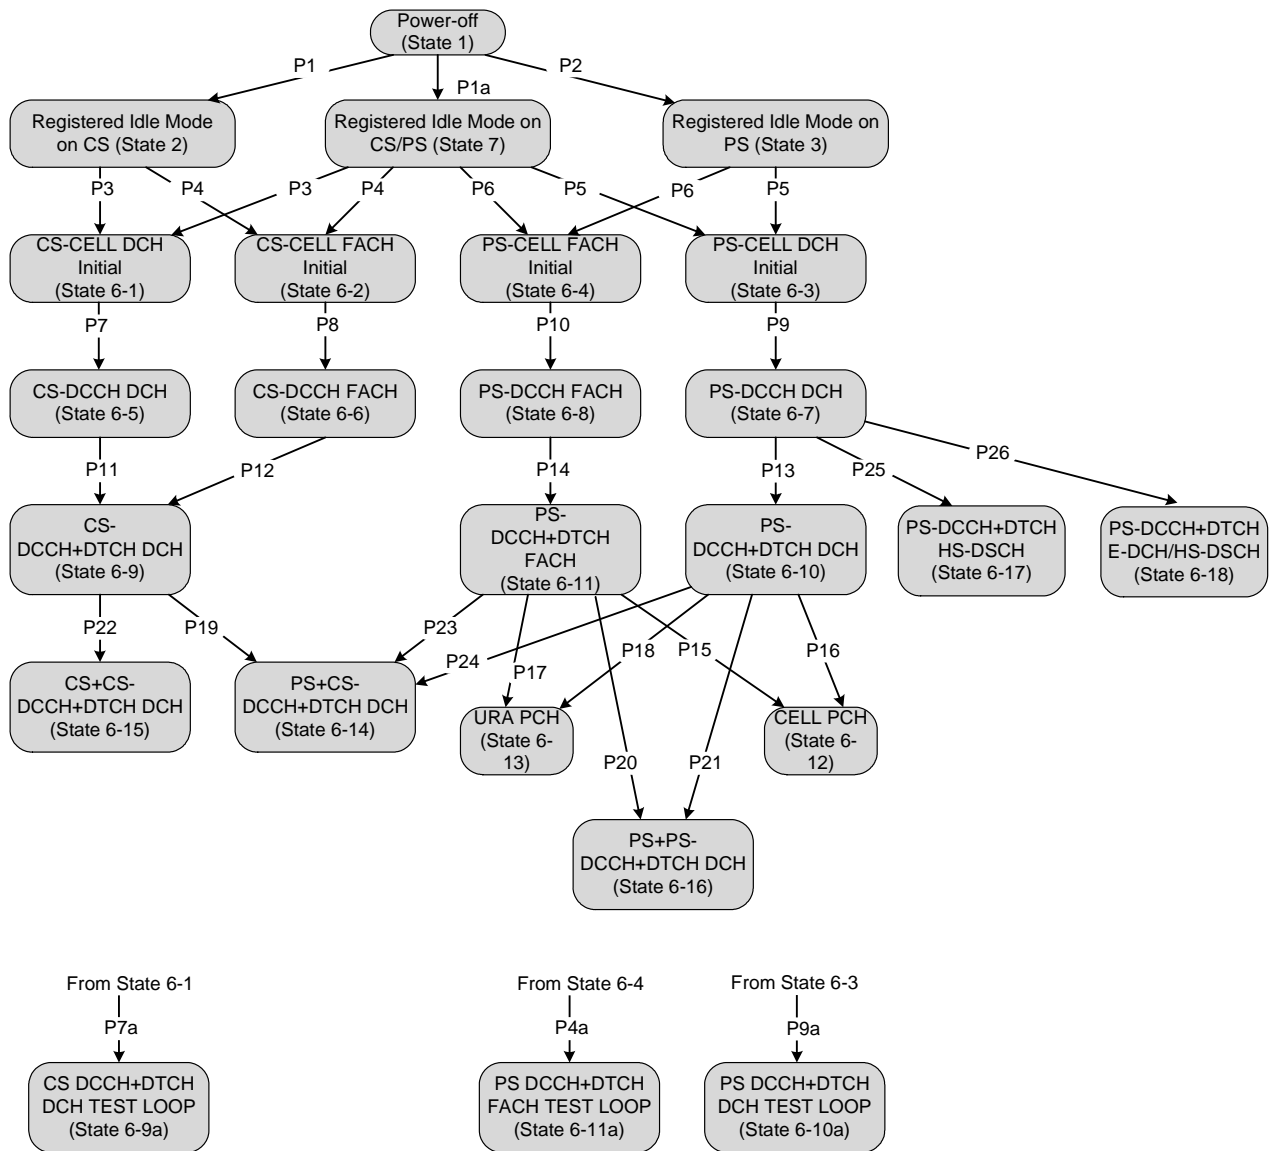 Power-off
(State 1)
P1
P1a
P2
Registered Idle Mode
on CS (State 2)
Registered Idle Mode on
CS/PS (State 7)
Registered Idle Mode on
PS (State 3)
P3
P4
P3
P4
P6
P5
P6
P5
CS-CELL DCH
Initial
(State 6-1)
CS-CELL FACH
Initial
(State 6-2)
PS-CELL FACH
Initial
(State 6-4)
PS-CELL DCH
Initial
(State 6-3)
P7
P8
P10
P9
CS-DCCH DCH
(State 6-5)
CS-DCCH FACH
(State 6-6)
PS-DCCH FACH
(State 6-8)
PS-DCCH DCH
(State 6-7)
P11
P12
P14
P13
P25
P26
CS-
DCCH+DTCH DCH
(State 6-9)
PS-
DCCH+DTCH
FACH
(State 6-11)
PS-
DCCH+DTCH DCH
(State 6-10)
PS-DCCH+DTCH
HS-DSCH
(State 6-17)
PS-DCCH+DTCH
E-DCH/HS-DSCH
(State 6-18)
P22
P19
P23
P24
P17
P18
P15
P16
CS+CS-
DCCH+DTCH DCH
(State 6-15)
PS+CS-
DCCH+DTCH DCH
(State 6-14)
URA PCH
(State 6-
13)
CELL PCH
(State 6-
12)
P20
P21
PS+PS-
DCCH+DTCH DCH
(State 6-16)
From State 6-1
P7a
CS DCCH+DTCH
DCH TEST LOOP
(State 6-9a)
From State 6-4
P4a
PS DCCH+DTCH
FACH TEST LOOP
(State 6-11a)
From State 6-3
P9a
PS DCCH+DTCH
DCH TEST LOOP
(State 6-10a)